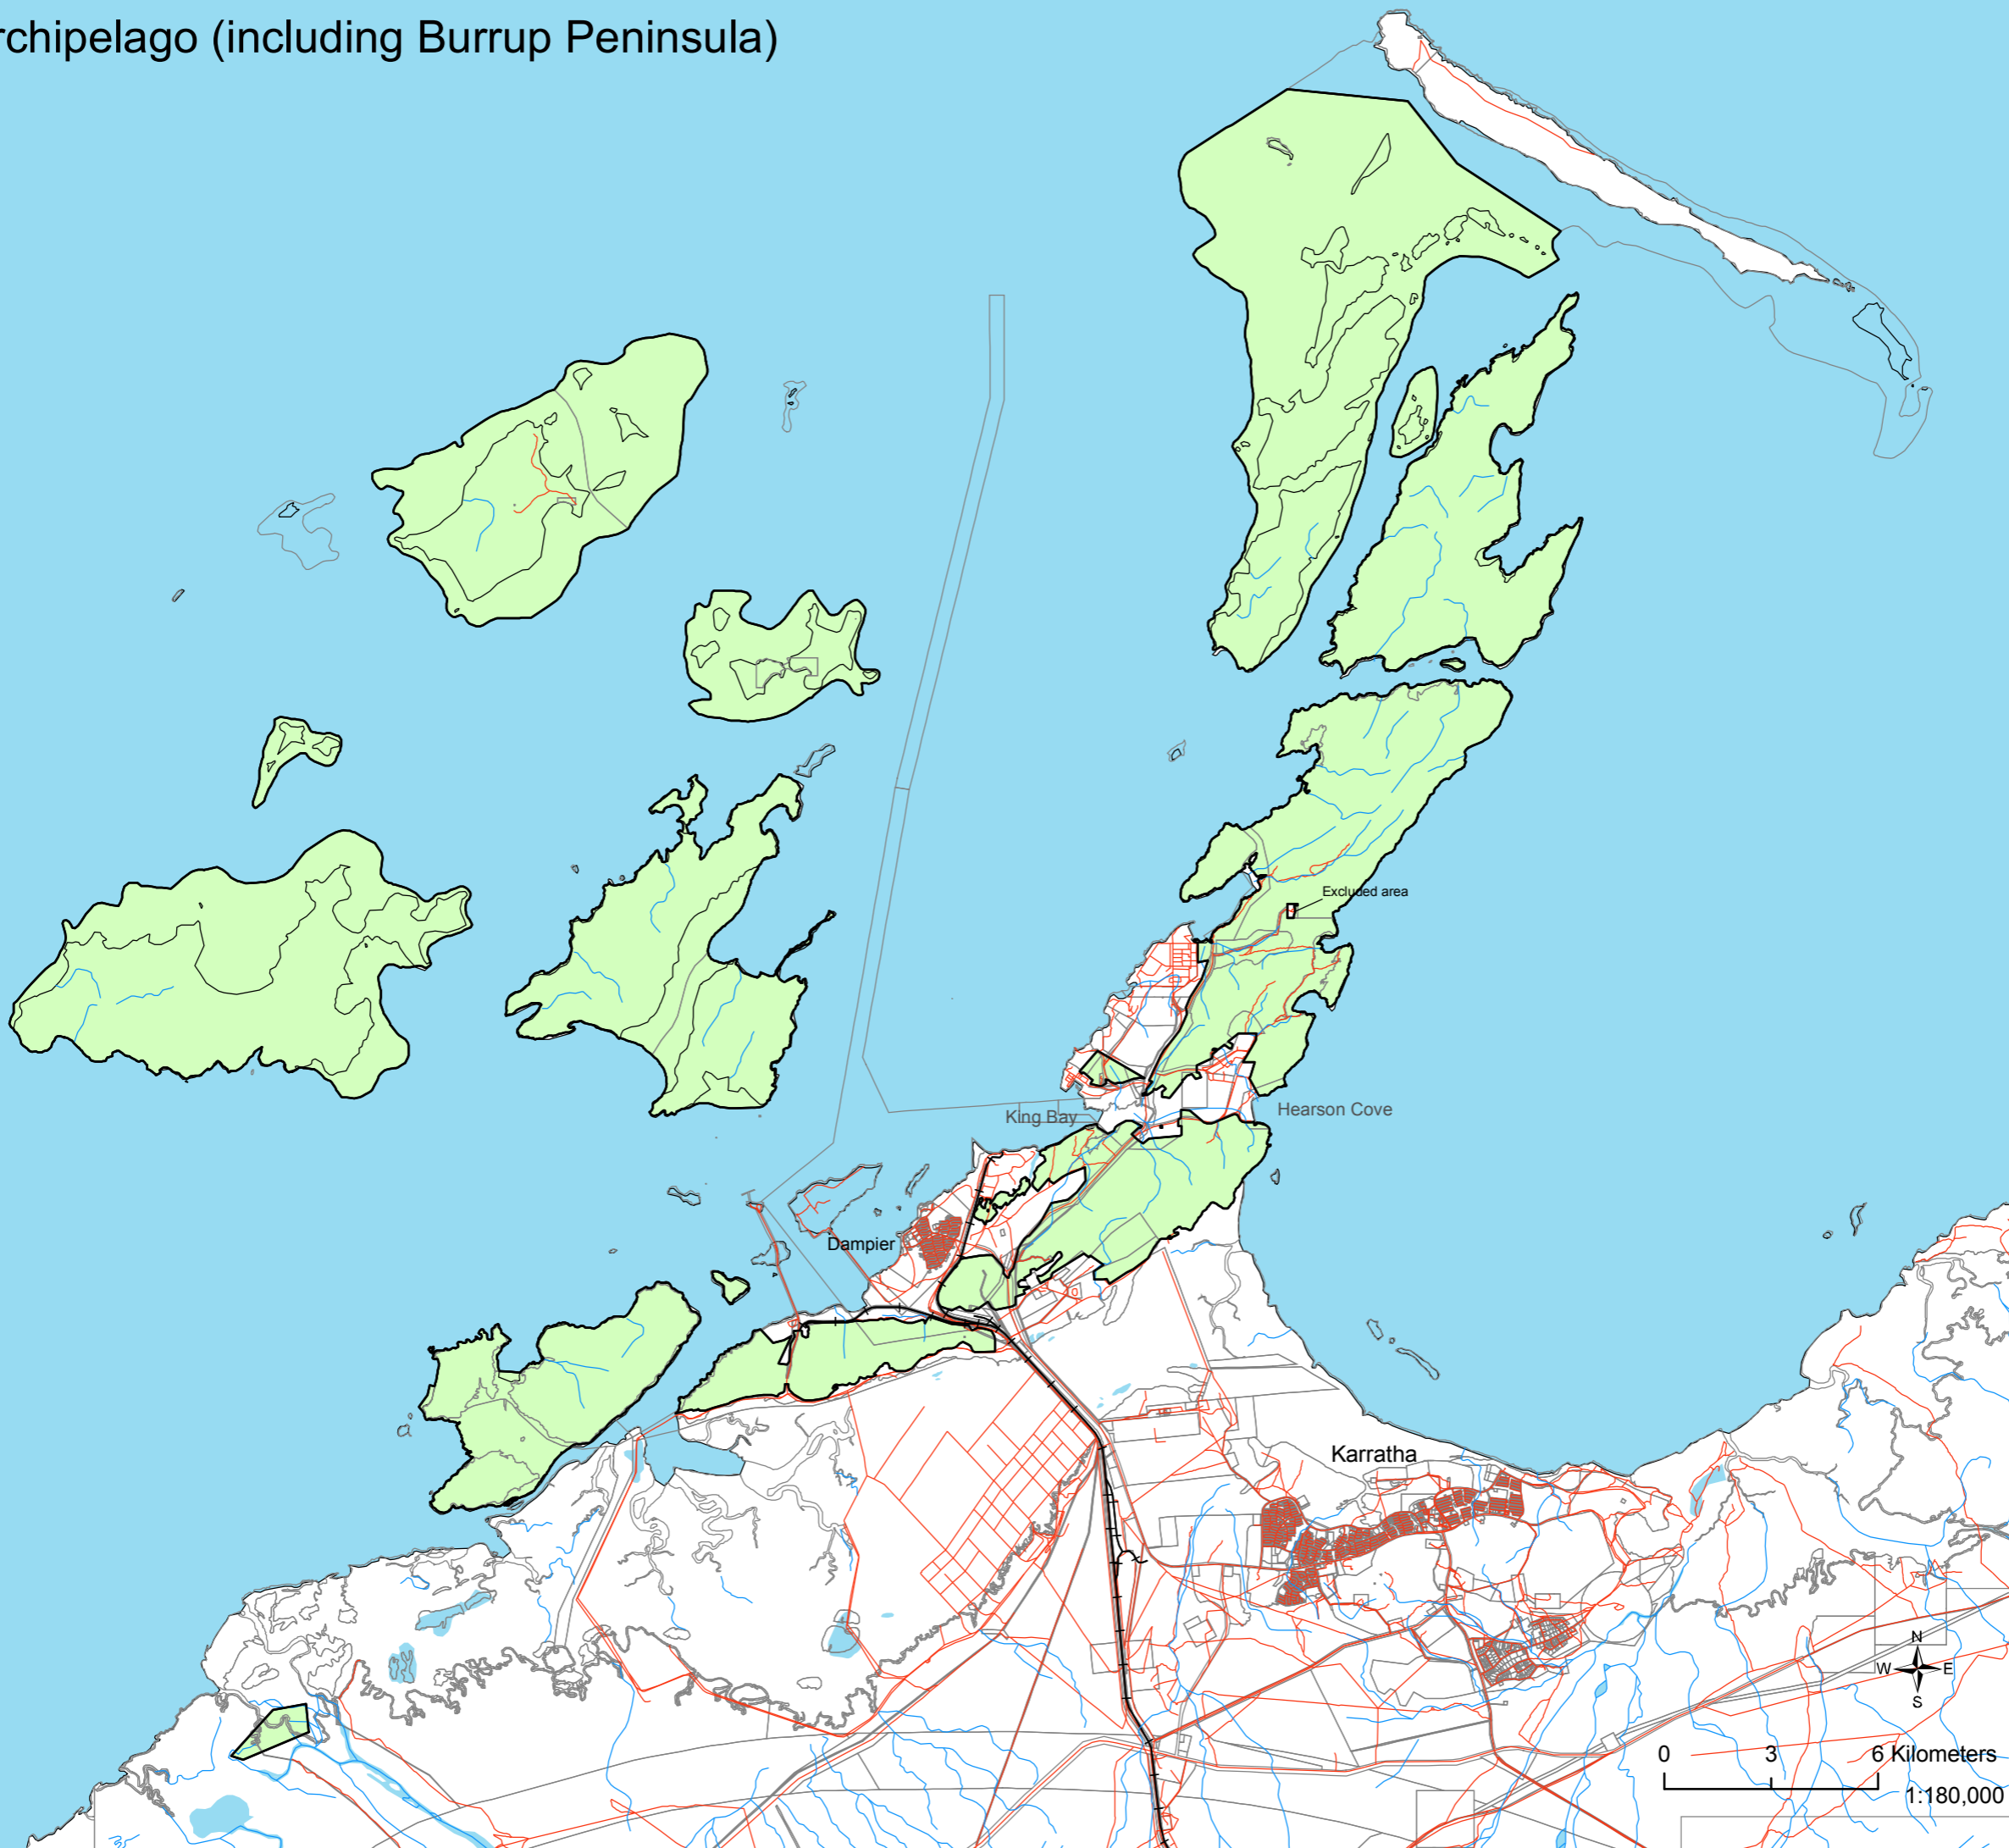 rchipelago (including Burrup Peninsula)
Excluded area
King Bay
Hearson Cove
Dampier
Karratha
N
W E
S
0 3 6 Kilometers
1:180,000